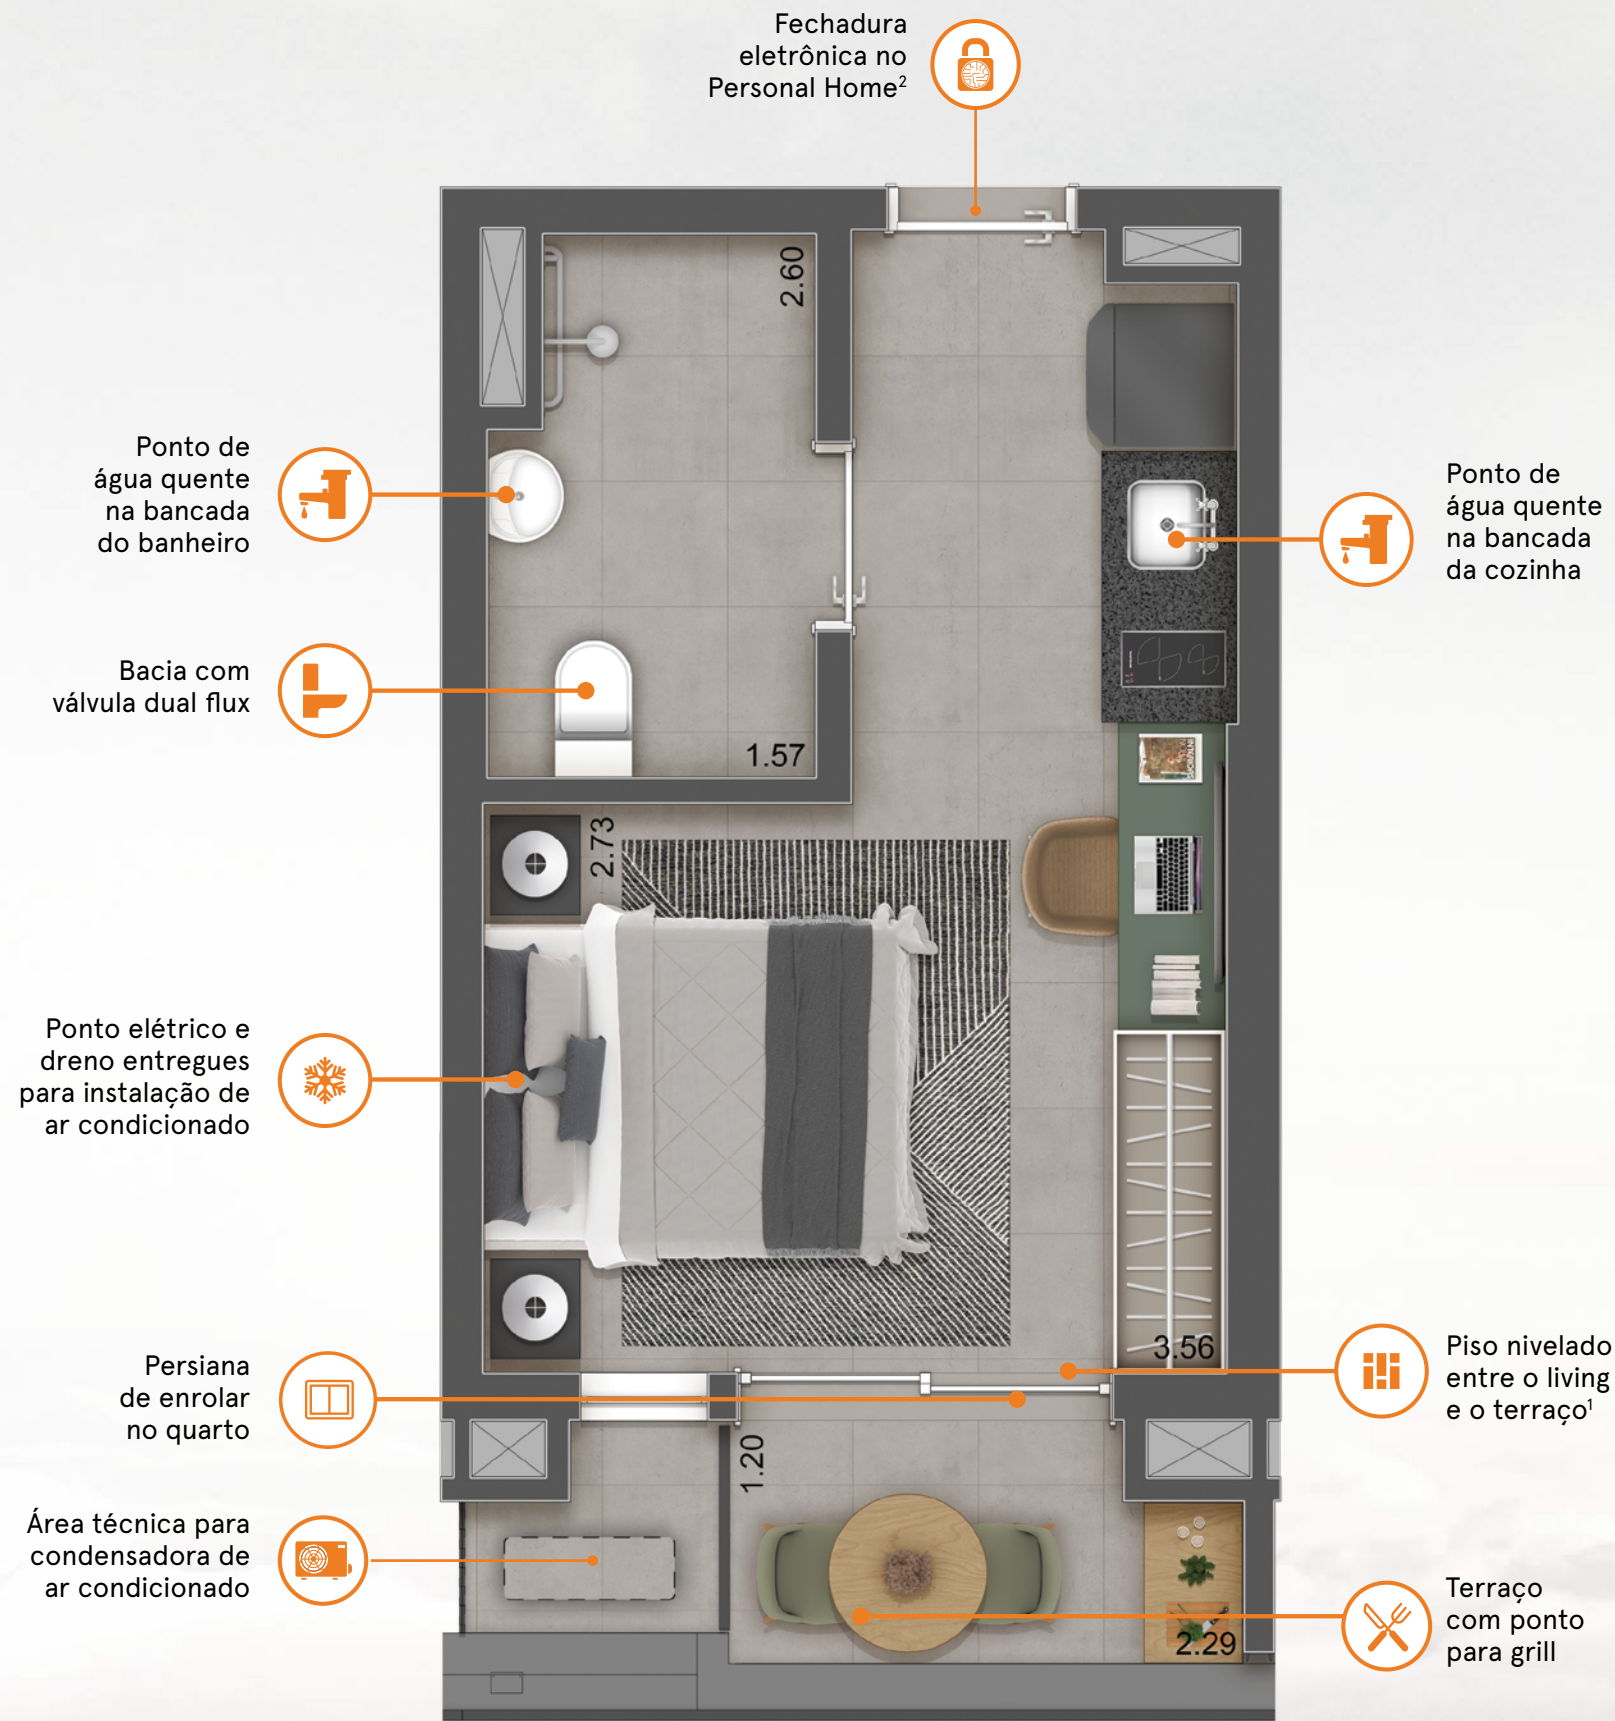 Fechadura
eletrônica no
Personal Home²
2.60
Ponto de
água quente
na bancada
do banheiro
Ponto de
água quente
na bancada
da cozinha
Bacia com
válvula dual flux
1.57
2.73
Ponto elétrico e
dreno entregues
para instalação de
ar condicionado
3.56
Persiana
de enrolar
no quarto
Piso nivelado
entre o living
e o terraço¹
1.20
Área técnica para
condensadora de
ar condicionado
Terraço
com ponto
para grill
2.29